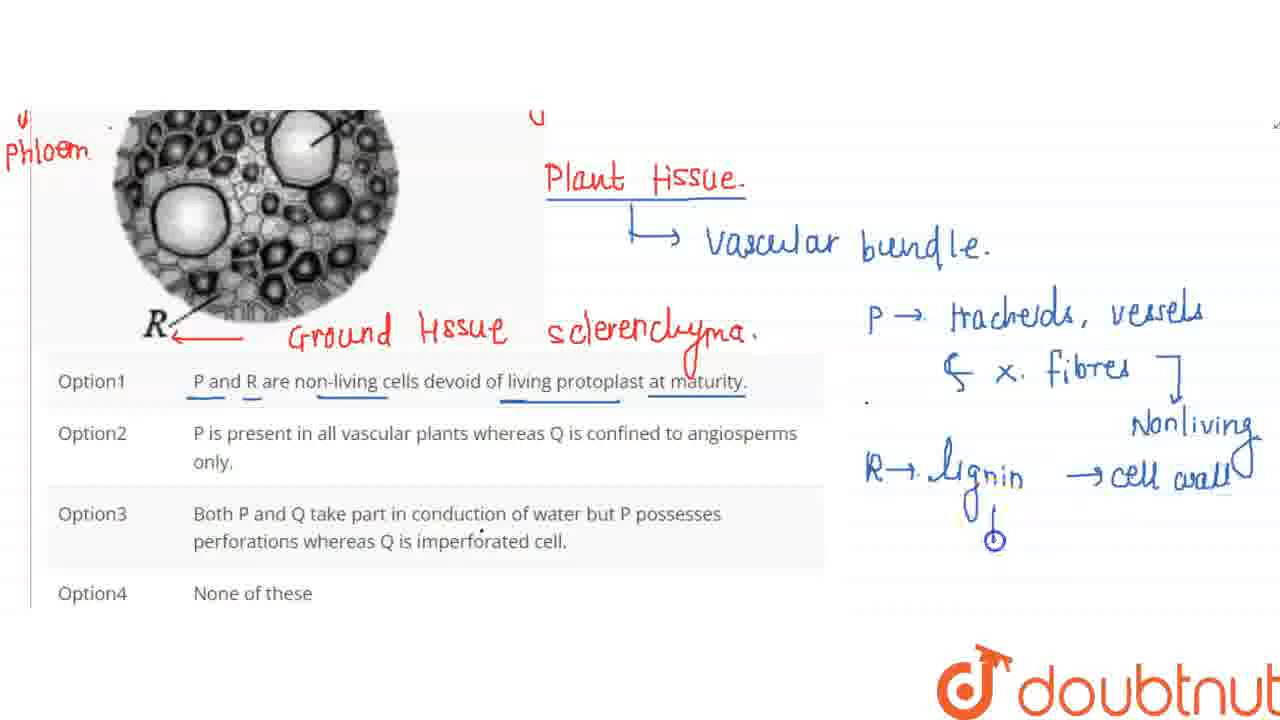 Phloem
Plant tissue.
→ vascular bundle.
R ← Ground tissue sclerenchyma.
P → tracheids, vessels
& x. fibres
Nonliving
R → lignin → cell wall
Option1 P and R are non-living cells devoid of living protoplast at maturity.
Option2 P is present in all vascular plants whereas Q is confined to angiosperms
only.
Option3 Both P and Q take part in conduction of water but P possesses
perforations whereas Q is imperforated cell.
Option4 None of these
doubtnut